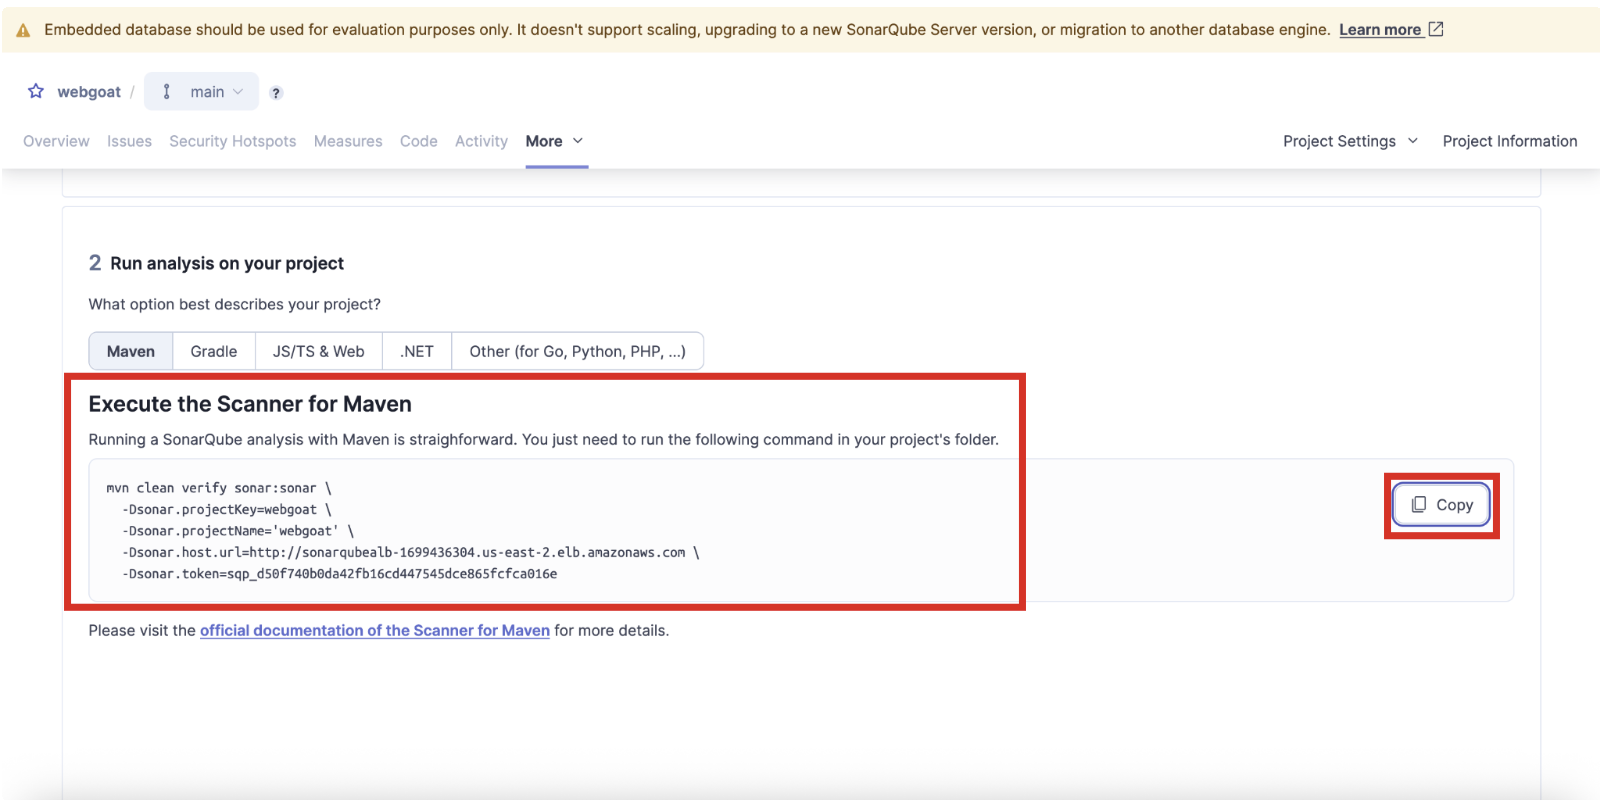 Embedded database should be used for evaluation purposes only. It doesn't support scaling, upgrading to a new SonarQube Server version, or migration to another database engine. Learn more
webgoat / main ?
Overview Issues Security Hotspots Measures Code Activity More Project Settings Project Information
2 Run analysis on your project
What option best describes your project?
Maven Gradle JS/TS & Web .NET Other (for Go, Python, PHP, ...)
Execute the Scanner for Maven
Running a SonarQube analysis with Maven is straighforward. You just need to run the following command in your project's folder.
mvn clean verify sonar:sonar \
-Dsonar.projectKey=webgoat \
Copy
-Dsonar.projectName='webgoat' \
-Dsonar.host.url=http://sonarqubealb-1699436304.us-east-2.elb.amazonaws.com \
-Dsonar.token=sqp_d50f740b0da42fb16cd447545dce865fcfca016e
Please visit the official documentation of the Scanner for Maven for more details.